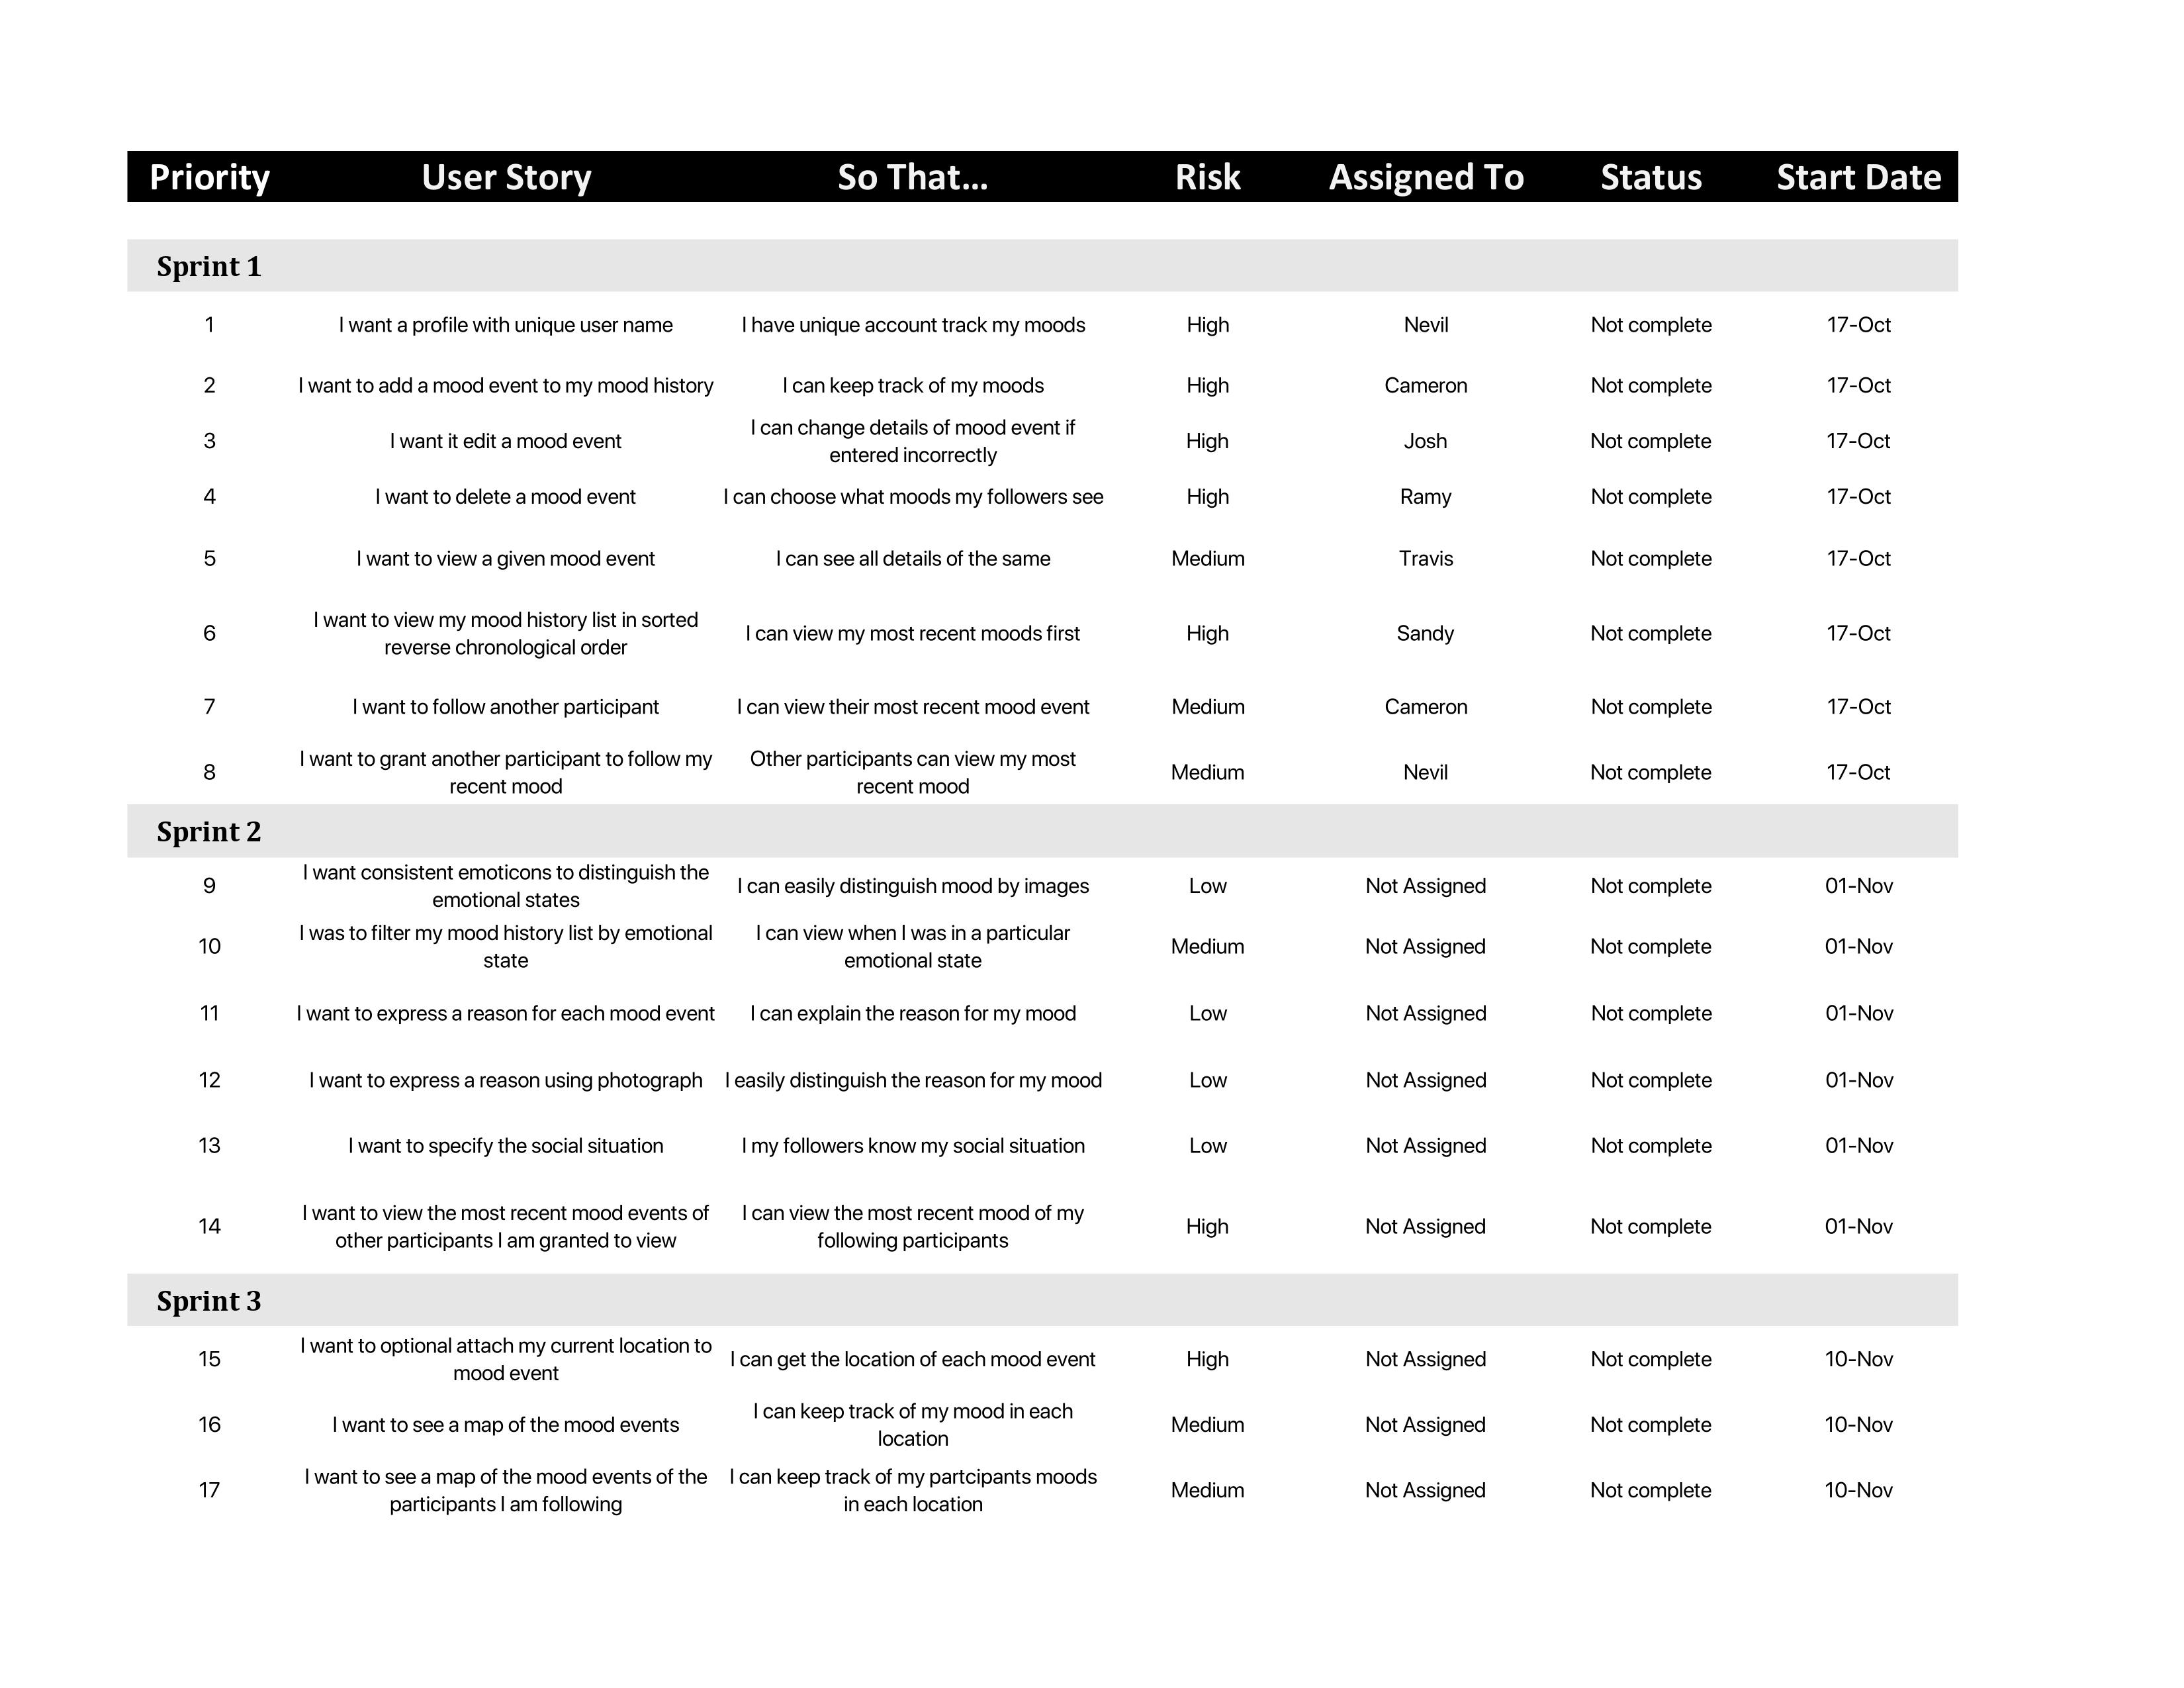 Priority User Story So That... Risk Assigned To Status Start Date
Sprint 1
1 I want a profile with unique user name I have unique account track my moods High Nevil Not complete 17-Oct
2 I want to add a mood event to my mood history I can keep track of my moods High Cameron Not complete 17-Oct
I can change details of mood event if
3 I want it edit a mood event High Josh Not complete 17-Oct
entered incorrectly
4 I want to delete a mood event I can choose what moods my followers see High Ramy Not complete 17-Oct
5 I want to view a given mood event I can see all details of the same Medium Travis Not complete 17-Oct
I want to view my mood history list in sorted
6 I can view my most recent moods first High Sandy Not complete 17-Oct
reverse chronological order
7 I want to follow another participant I can view their most recent mood event Medium Cameron Not complete 17-Oct
I want to grant another participant to follow my Other participants can view my most
8 Medium Nevil Not complete 17-Oct
recent mood recent mood
Sprint 2
I want consistent emoticons to distinguish the
9 I can easily distinguish mood by images Low Not Assigned Not complete 01-Nov
emotional states
I was to filter my mood history list by emotional I can view when I was in a particular
10 Medium Not Assigned Not complete 01-Nov
state emotional state
11 I want to express a reason for each mood event I can explain the reason for my mood Low Not Assigned Not complete 01-Nov
12 I want to express a reason using photograph I easily distinguish the reason for my mood Low Not Assigned Not complete 01-Nov
13 I want to specify the social situation I my followers know my social situation Low Not Assigned Not complete 01-Nov
I want to view the most recent mood events of I can view the most recent mood of my
14 High Not Assigned Not complete 01-Nov
other participants I am granted to view following participants
Sprint 3
I want to optional attach my current location to
15 I can get the location of each mood event High Not Assigned Not complete 10-Nov
mood event
I can keep track of my mood in each
16 I want to see a map of the mood events Medium Not Assigned Not complete 10-Nov
location
I want to see a map of the mood events of the I can keep track of my partcipants moods
17 Medium Not Assigned Not complete 10-Nov
participants I am following in each location